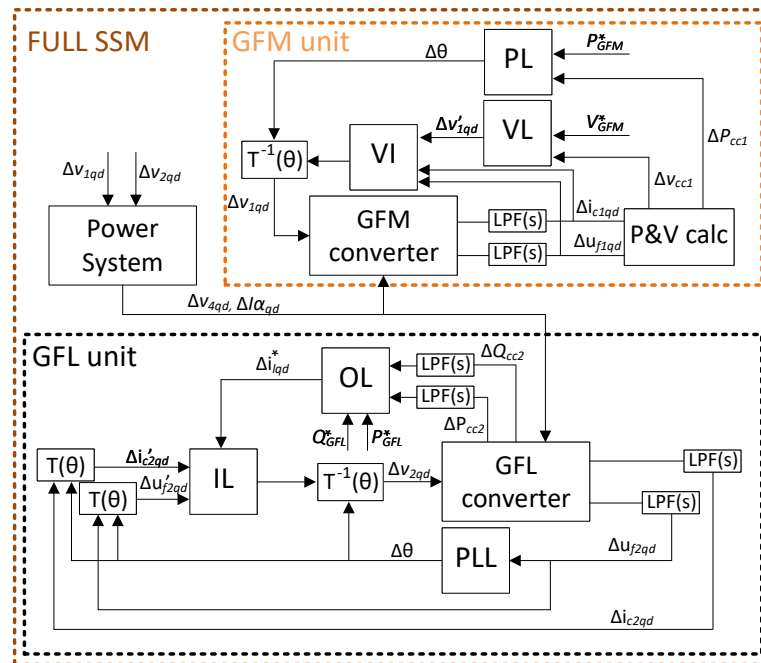 FULL SSM
GFM unit
Δθ
PL
P*GFM
Δv'1qd
VL
V*GFM
ΔPcc1
T⁻¹(θ)
VI
Δv1qd
Δv2qd
Δv1qd
Δic1qd
Δvcc1
Power
System
GFM
converter
LPF(s)
LPF(s)
Δuf1qd
P&V calc
Δv4qd, Δlαqd
GFL unit
Δi*lqd
OL
LPF(s)
ΔQcc2
LPF(s)
ΔPcc2
Q*GFL
P*GFL
T(θ)
Δi'c2qd
T(θ)
Δu'f2qd
IL
T⁻¹(θ)
Δv2qd
GFL
converter
LPF(s)
LPF(s)
Δθ
PLL
Δuf2qd
Δic2qd